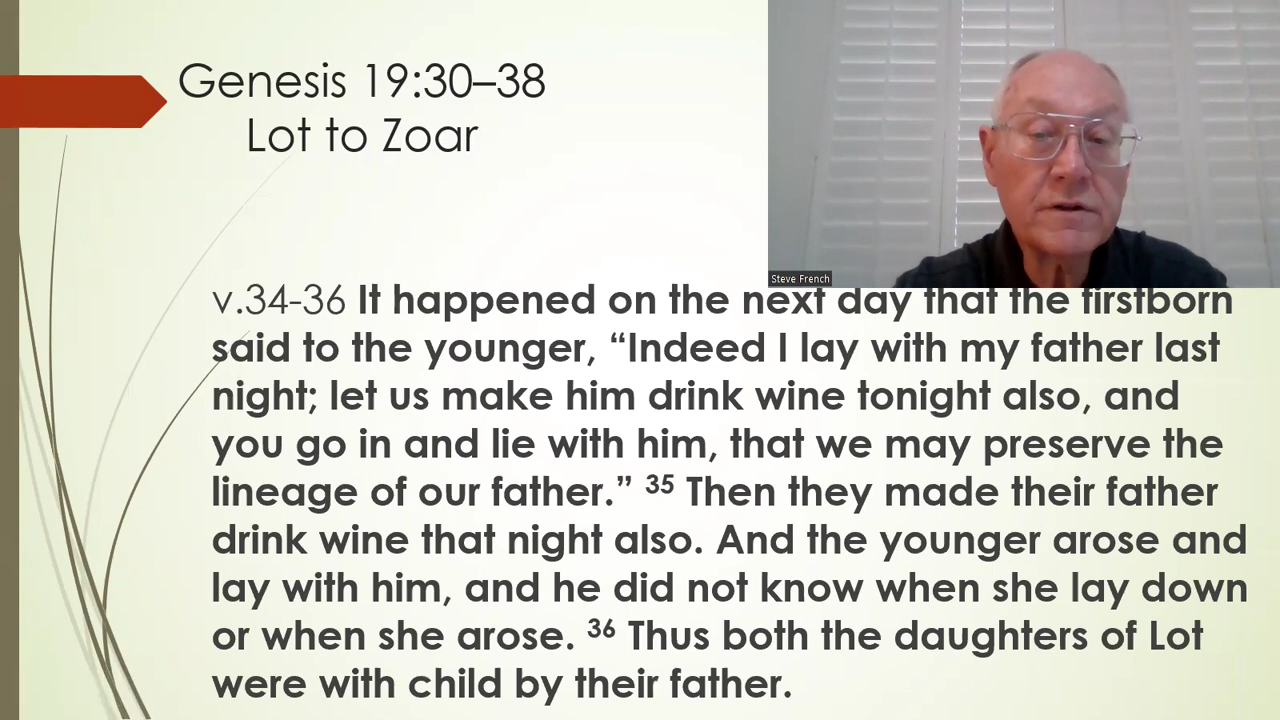 Genesis 19:30–38
Lot to Zoar
Steve French
v.34-36 It happened on the next day that the firstborn
said to the younger, “Indeed I lay with my father last
night; let us make him drink wine tonight also, and
you go in and lie with him, that we may preserve the
lineage of our father.” ³⁵ Then they made their father
drink wine that night also. And the younger arose and
lay with him, and he did not know when she lay down
or when she arose. ³⁶ Thus both the daughters of Lot
were with child by their father.